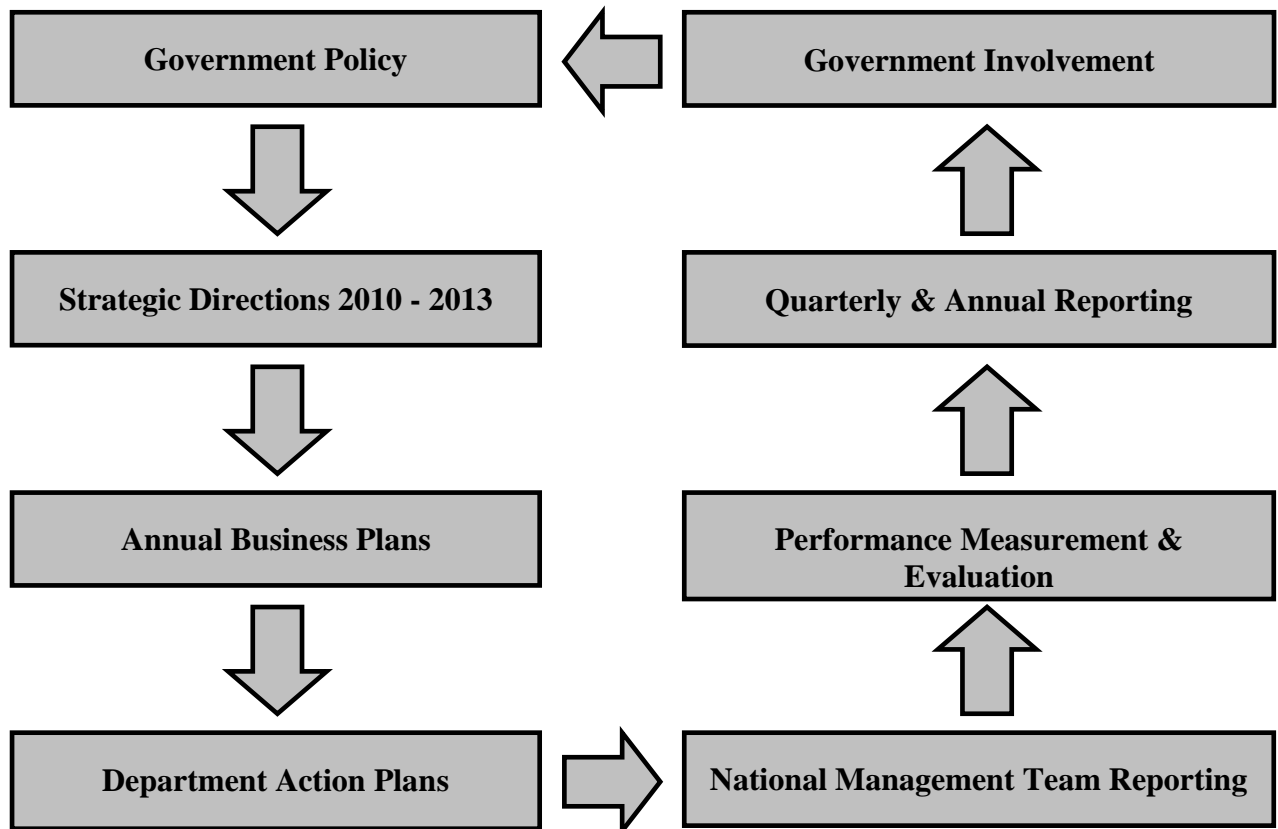 Government Policy
Government Involvement
Strategic Directions 2010 - 2013
Quarterly & Annual Reporting
Annual Business Plans
Performance Measurement &
Evaluation
Department Action Plans
National Management Team Reporting